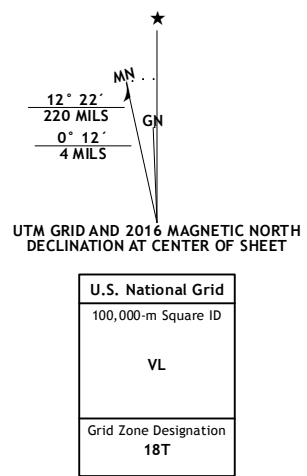 ★
MN
12° 22´
220 MILS
GN
0° 12´
4 MILS
UTM GRID AND 2016 MAGNETIC NORTH
DECLINATION AT CENTER OF SHEET
U.S. National Grid
100,000-m Square ID
VL
Grid Zone Designation
18T